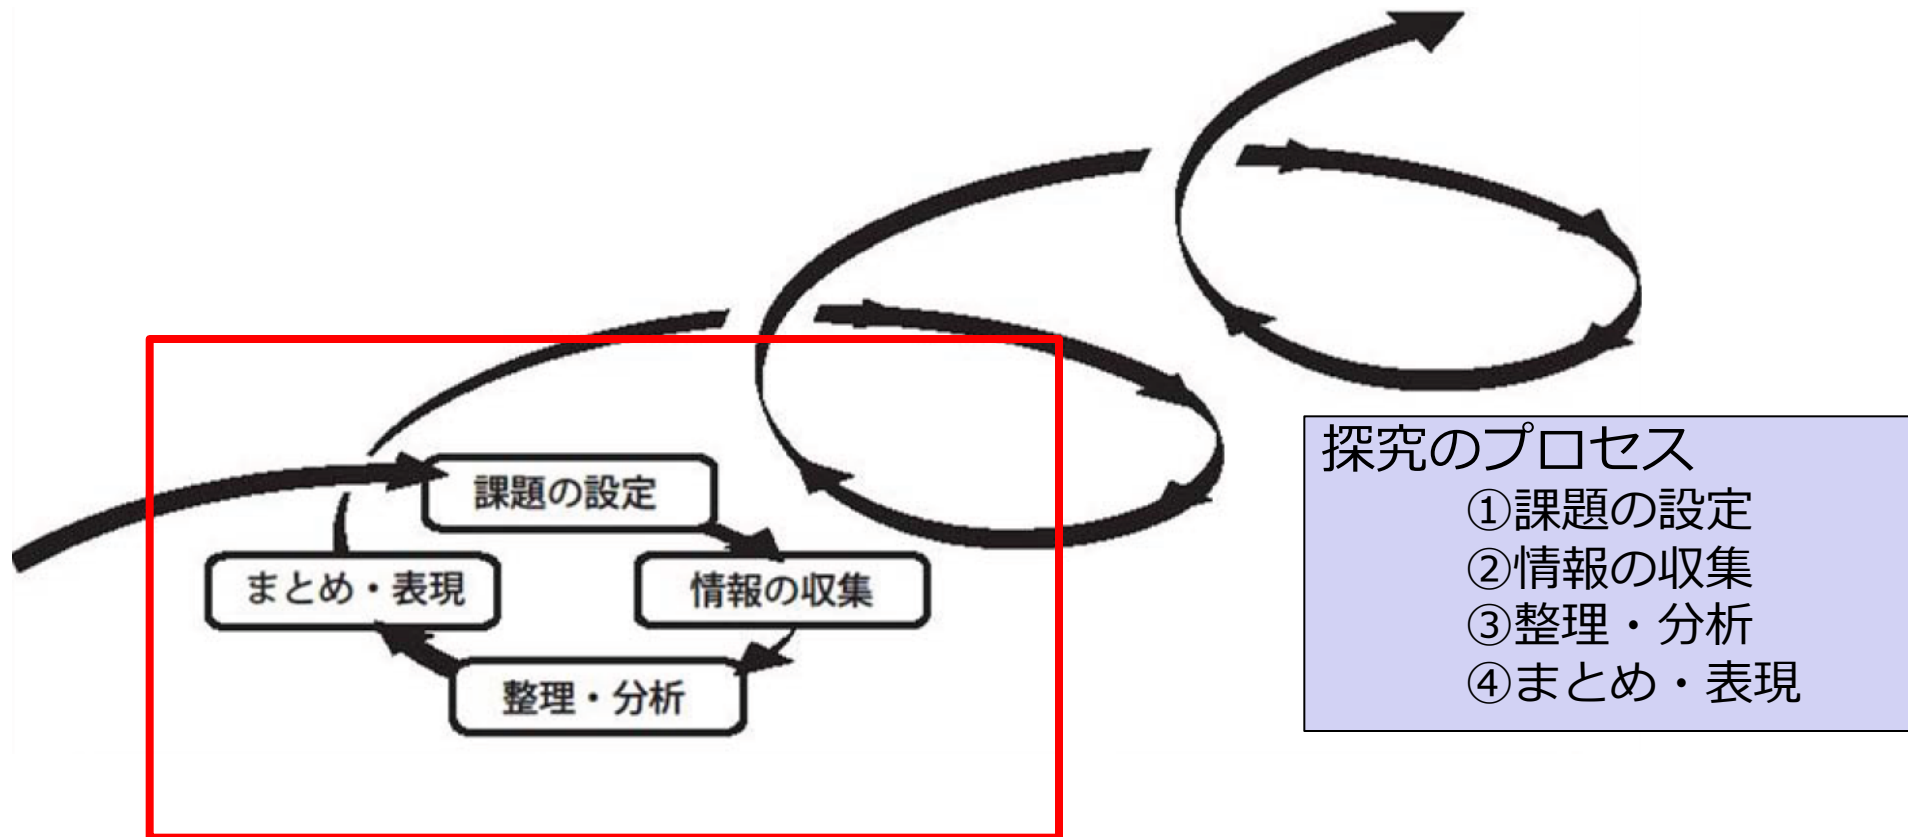 課題の設定
まとめ・表現
情報の収集
整理・分析
探究のプロセス
①課題の設定
②情報の収集
③整理・分析
④まとめ・表現